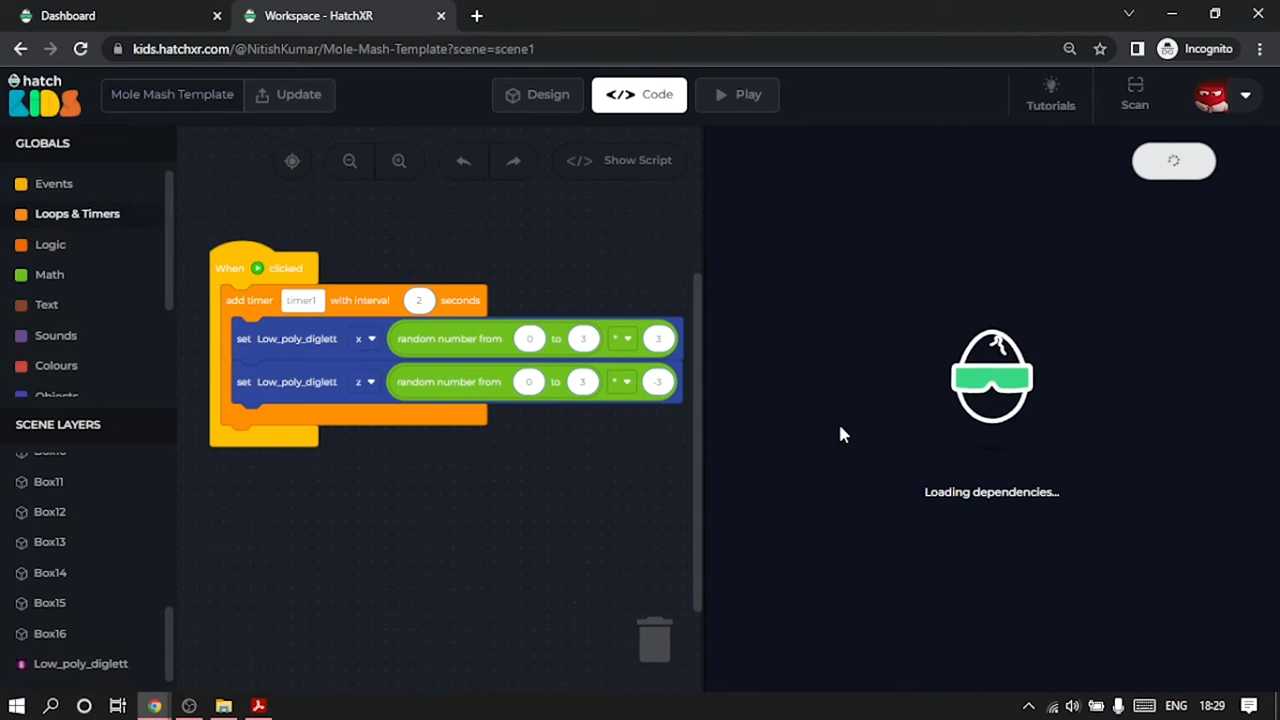 Dashboard
Workspace - HatchXR
kids.hatchxr.com/@NitishKumar/Mole-Mash-Template?scene=scene1
Incognito
hatch
KIDS
Mole Mash Template
Update
Design
</> Code
Play
Tutorials
Scan
GLOBALS
Events
Loops & Timers
Logic
Math
Text
Sounds
Colours
Objects
</> Show Script
When clicked
add timer timer1 with interval 2 seconds
set Low_poly_diglett x random number from 0 to 3 * 3
set Low_poly_diglett z random number from 0 to 3 * -3
SCENE LAYERS
Box10
Box11
Box12
Box13
Box14
Box15
Box16
Low_poly_diglett
Loading dependencies...
ENG
18:29